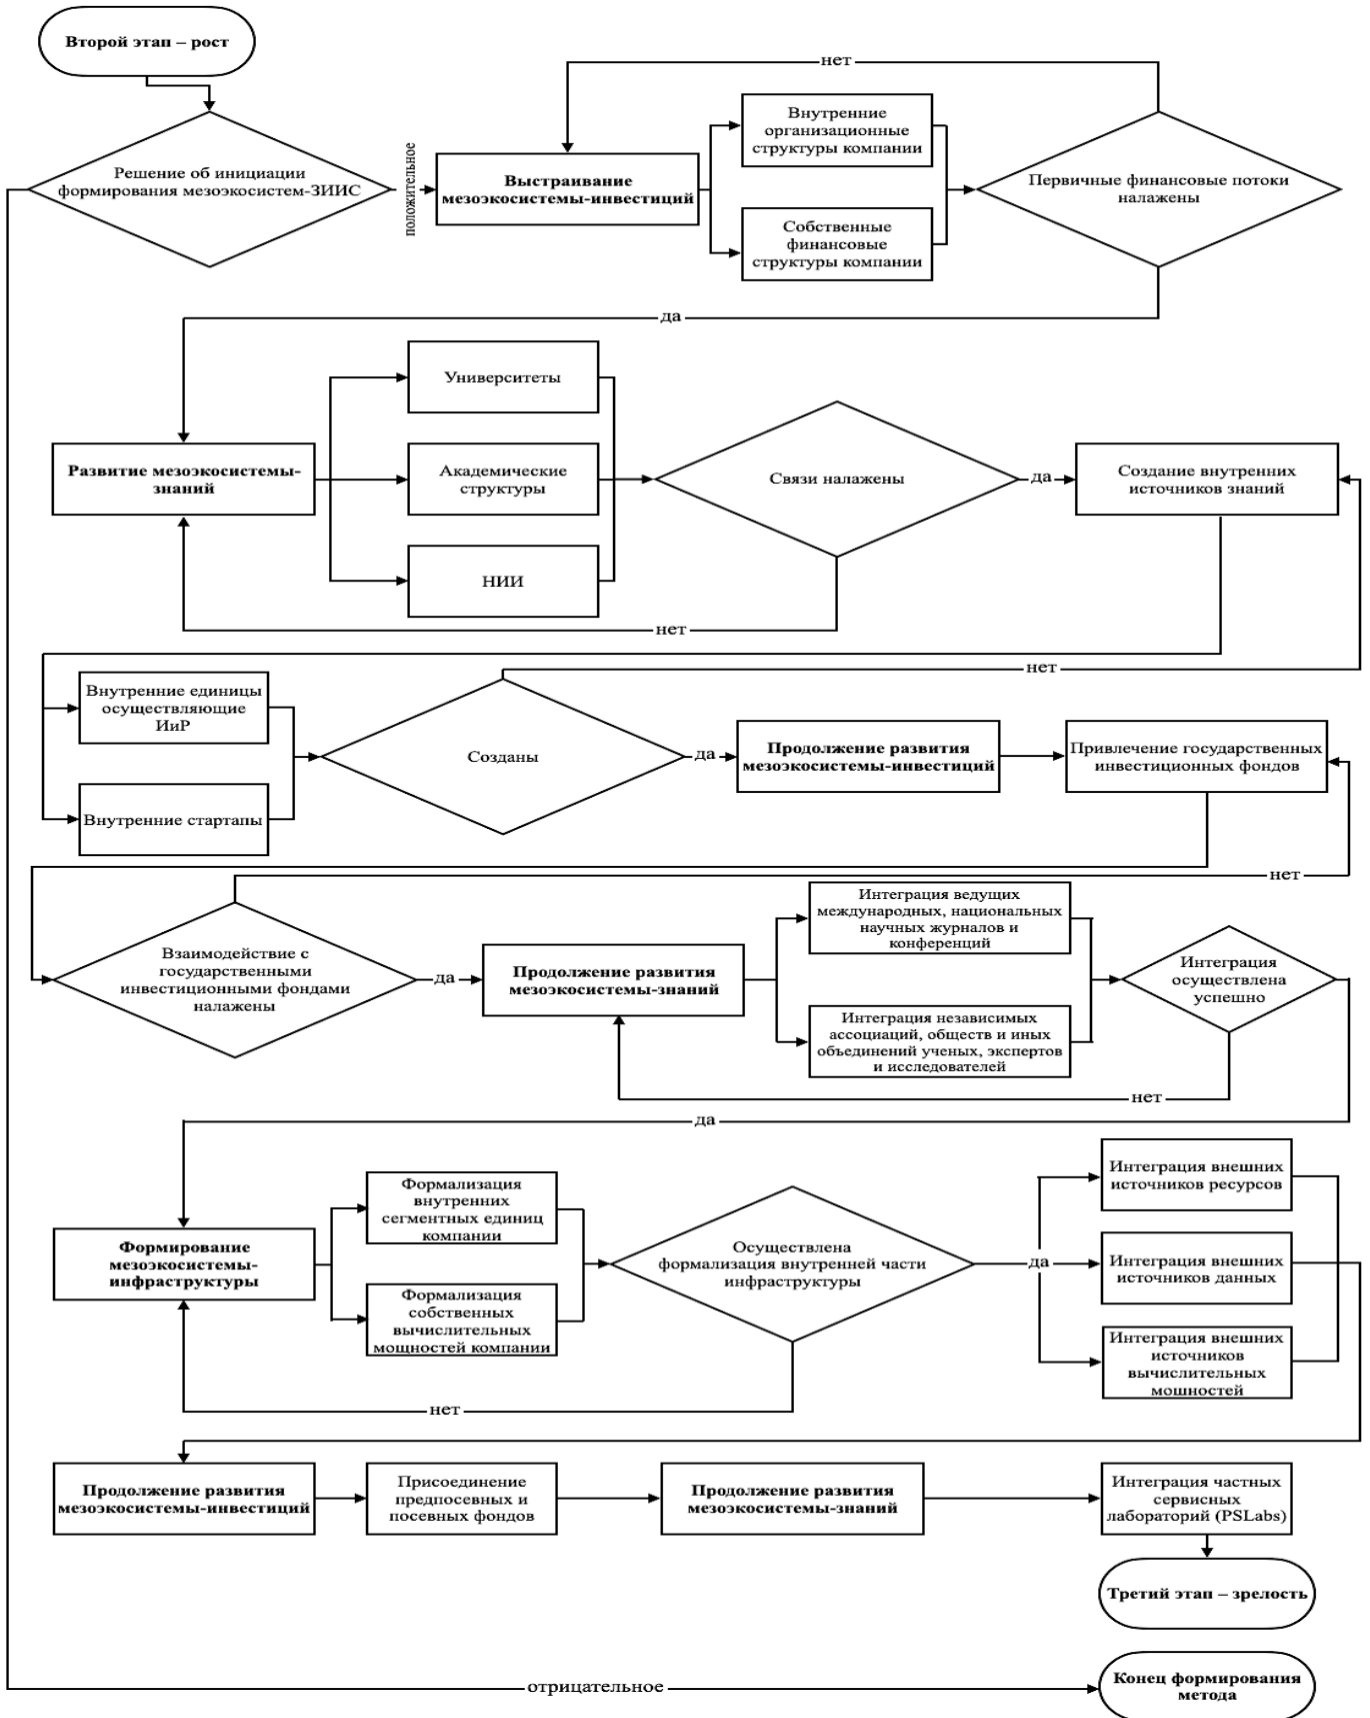 Второй этап – рост
нет
Внутренние
организационные
структуры компании
Решение об инициации
формирования мезоэкосистем-ЗИИС
положительное
Выстраивание
мезоэкосистемы-инвестиций
Первичные финансовые потоки
налажены
Собственные
финансовые
структуры компании
да
Университеты
Развитие мезоэкосистемы-
знаний
Академические
структуры
Связи налажены
да
Создание внутренних
источников знаний
НИИ
нет
нет
Внутренние единицы
осуществляющие
ИиР
Созданы
да
Продолжение развития
мезоэкосистемы-инвестиций
Привлечение государственных
инвестиционных фондов
Внутренние стартапы
нет
Интеграция ведущих
международных, национальных
научных журналов и
конференций
Взаимодействие с
государственными
инвестиционными фондами
налажены
да
Продолжение развития
мезоэкосистемы-знаний
Интеграция
осуществлена
успешно
Интеграция независимых
ассоциаций, обществ и иных
объединений ученых, экспертов
и исследователей
нет
да
Формализация
внутренних
сегментных единиц
компании
Интеграция внешних
источников ресурсов
Формирование
мезоэкосистемы-
инфраструктуры
Осуществлена
формализация внутренней части
инфраструктуры
да
Интеграция внешних
источников данных
Формализация
собственных
вычислительных
мощностей компании
Интеграция внешних
источников
вычислительных
мошностей
нет
Продолжение развития
мезоэкосистемы-инвестиций
Присоединение
предпосевных и
посевных фондов
Продолжение развития
мезоэкосистемы-знаний
Интеграция частных
сервисных
лабораторий (PSLabs)
Третий этап – зрелость
отрицательное
Конец формирования
метода